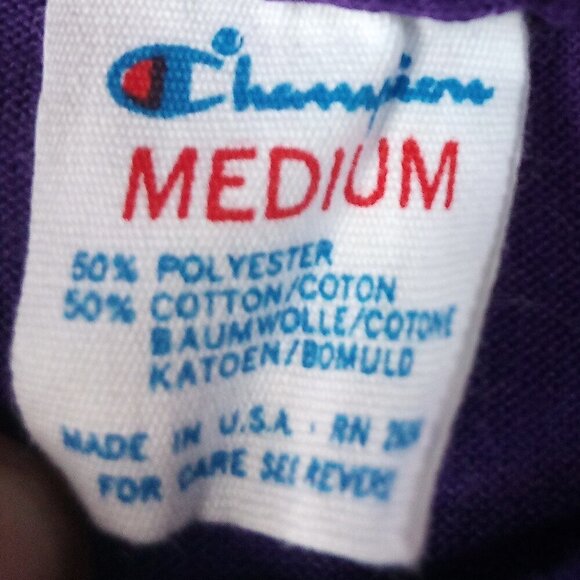 Champion
MEDIUM
50% POLYESTER
50% COTTON/COTON
BAUMWOLLE/COTONE
KATOEN/BOMULD
MADE IN U.S.A. RN
FOR CARE SEE REVERSE